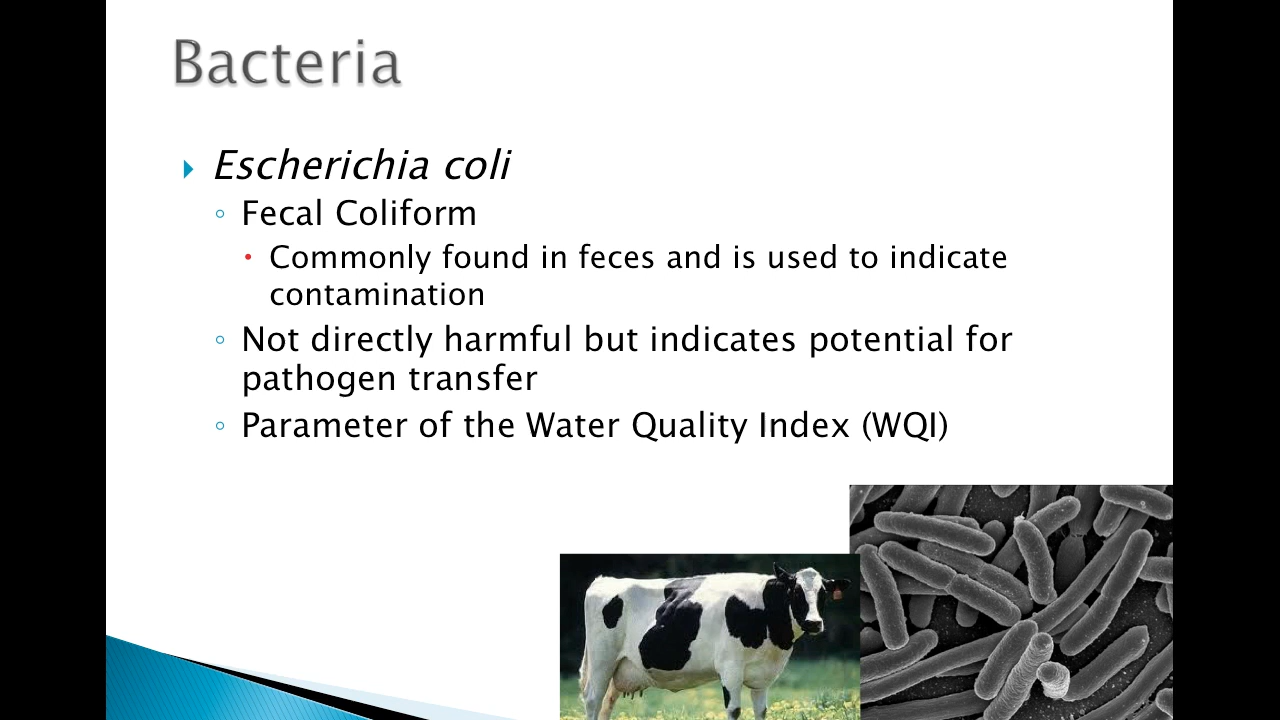 Bacteria
Escherichia coli
Fecal Coliform
Commonly found in feces and is used to indicate
contamination
Not directly harmful but indicates potential for
pathogen transfer
Parameter of the Water Quality Index (WQI)